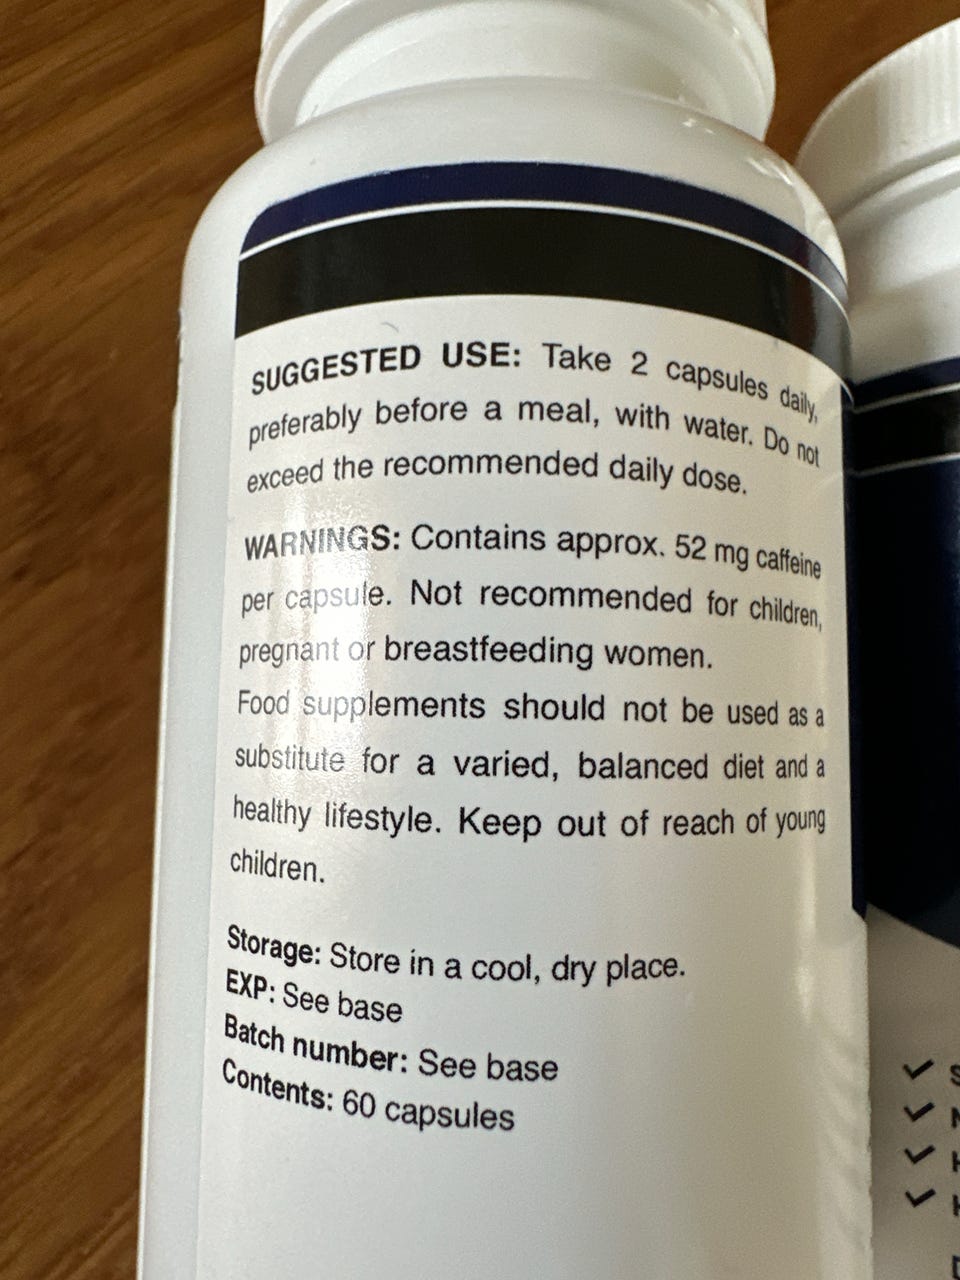 SUGGESTED USE: Take 2 capsules daily,
preferably before a meal, with water. Do not
exceed the recommended daily dose.
WARNINGS: Contains approx. 52 mg caffeine
per capsule. Not recommended for children,
pregnant or breastfeeding women.
Food supplements should not be used as a
substitute for a varied, balanced diet and a
healthy lifestyle. Keep out of reach of young
children.
Storage: Store in a cool, dry place.
EXP: See base
Batch number: See base
Contents: 60 capsules